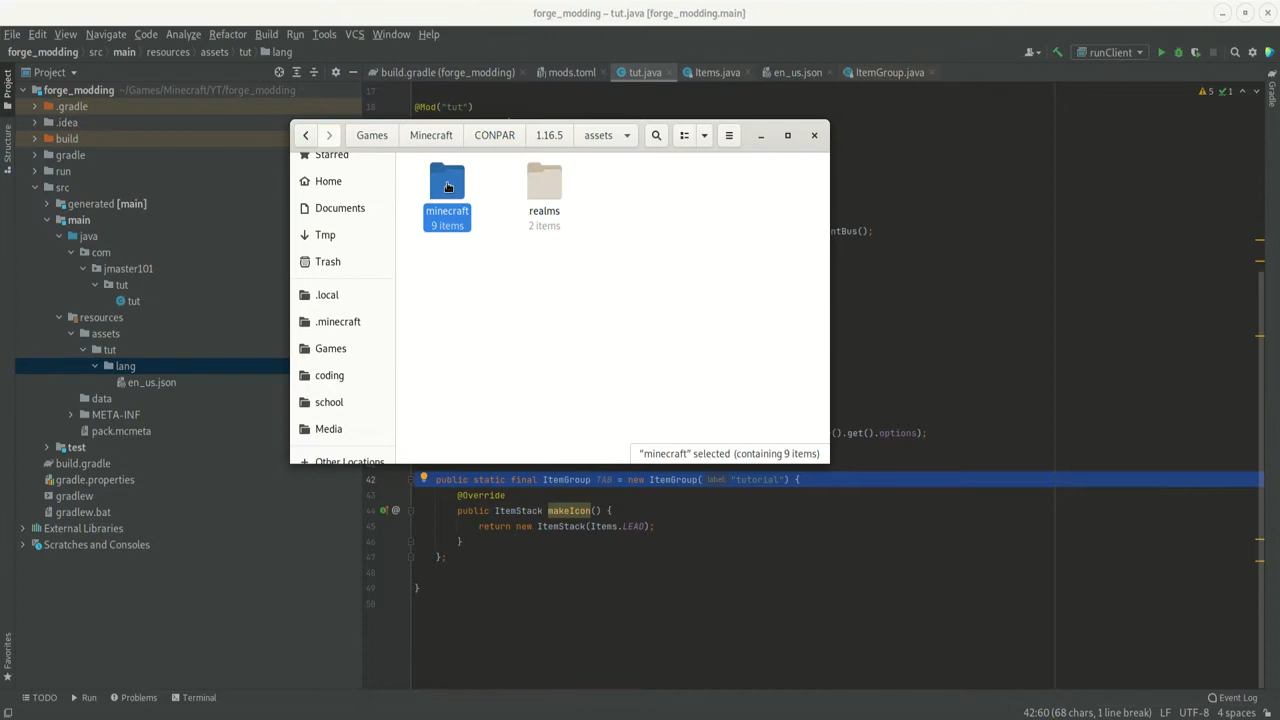 forge_modding – tut.java [forge_modding.main]
File Edit View Navigate Code Analyze Refactor Build Run Tools VCS Window Help
forge_modding src main resources assets tut lang
runClient
Project
build.gradle (forge_modding) mods.toml tut.java Items.java en_us.json ItemGroup.java
Project
Structure
Favorites
Gradle
forge_modding ~/Games/Minecraft/YT/forge_modding
.gradle
.idea
build
gradle
run
src
generated [main]
main
java
com
jmaster101
tut
tut
resources
assets
tut
lang
en_us.json
data
META-INF
pack.mcmeta
test
build.gradle
gradle.properties
gradlew
gradlew.bat
External Libraries
Scratches and Consoles
17
18 @Mod("tut")
5 1
Games Minecraft CONPAR 1.16.5 assets
Starred
Home
Documents
Tmp
Trash
.local
.minecraft
Games
coding
school
Media
Other Locations
minecraft
9 items
realms
2 items
"minecraft" selected (containing 9 items)
entBus();
().get().options);
42 public static final ItemGroup TAB = new ItemGroup( label: "tutorial") {
43 @Override
44 public ItemStack makeIcon() {
45 return new ItemStack(Items.LEAD);
46 }
47 };
48
49 }
50
TODO Run Problems Terminal
Event Log
42:60 (68 chars, 1 line break) LF UTF-8 4 spaces